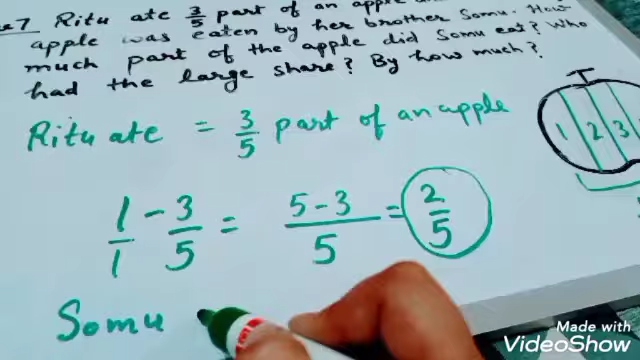 7 Ritu ate 3/5 part of an apple
apple was eaten by her brother Somu. How
much part of the apple did Somu eat? Who
had the large share? By how much?
Ritu ate = 3/5 part of an apple
1 2 3
1/1 - 3/5 = 5-3/5 = 2/5
Somu
Made with
VideoShow